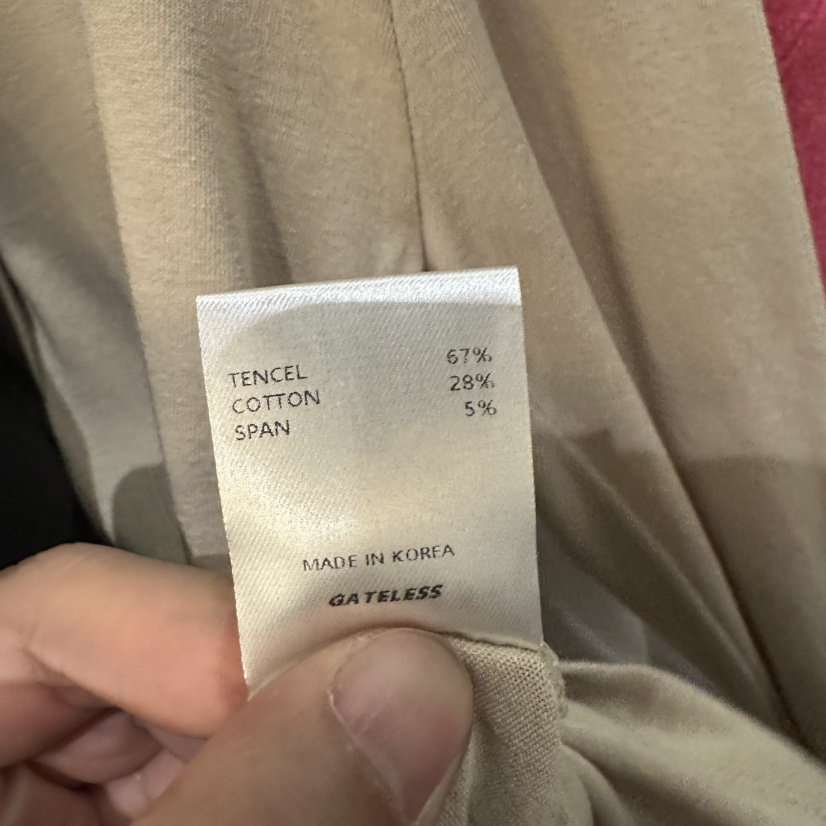 TENCEL 67%
COTTON 28%
SPAN 5%
MADE IN KOREA
GATELESS